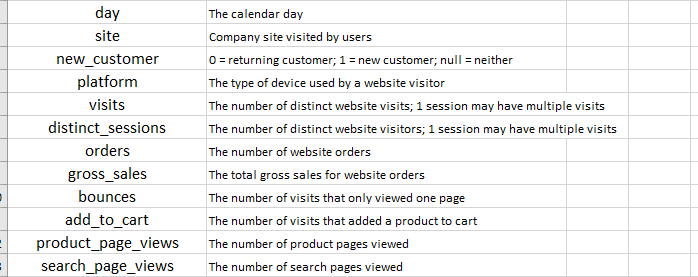 day The calendar day
site Company site visited by users
new_customer 0 = returning customer; 1 = new customer; null = neither
platform The type of device used by a website visitor
visits The number of distinct website visits; 1 session may have multiple visits
distinct_sessions The number of distinct website visitors; 1 session may have multiple visits
orders The number of website orders
gross_sales The total gross sales for website orders
bounces The number of visits that only viewed one page
add_to_cart The number of visits that added a product to cart
product_page_views The number of product pages viewed
search_page_views The number of search pages viewed